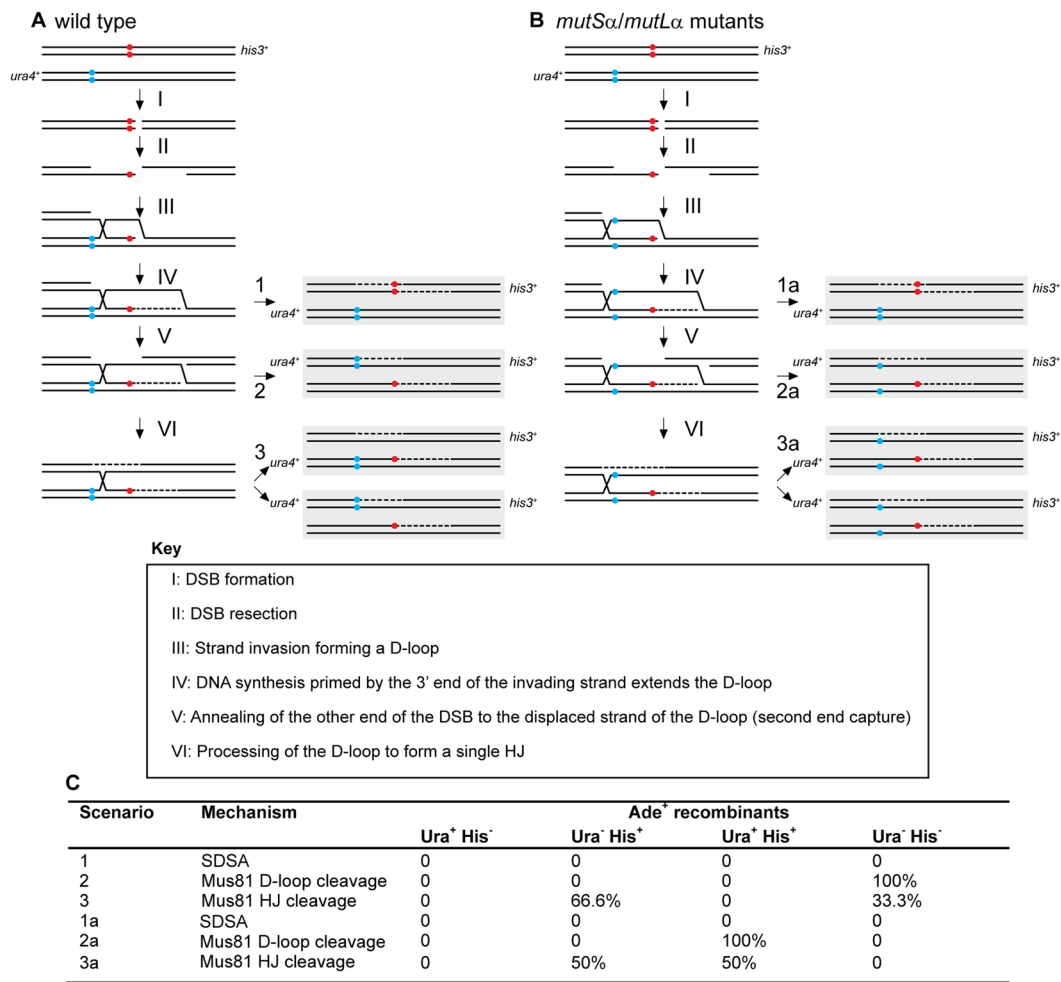 A wild type
B mutSα/mutLα mutants
his3⁺
ura4⁺
I
II
III
IV
1
his3⁺
ura4⁺
V
2
ura4⁺
his3⁺
VI
3
his3⁺
ura4⁺
ura4⁺
his3⁺
his3⁺
ura4⁺
I
II
III
IV
1a
his3⁺
ura4⁺
V
2a
ura4⁺
his3⁺
VI
3a
his3⁺
ura4⁺
ura4⁺
his3⁺
Key
I: DSB formation
II: DSB resection
III: Strand invasion forming a D-loop
IV: DNA synthesis primed by the 3' end of the invading strand extends the D-loop
V: Annealing of the other end of the DSB to the displaced strand of the D-loop (second end capture)
VI: Processing of the D-loop to form a single HJ
C
Scenario Mechanism Ade⁺ recombinants
Ura⁺ His⁻ Ura⁻ His⁺ Ura⁺ His⁺ Ura⁻ His⁻
1 SDSA 0 0 0 0
2 Mus81 D-loop cleavage 0 0 0 100%
3 Mus81 HJ cleavage 0 66.6% 0 33.3%
1a SDSA 0 0 0 0
2a Mus81 D-loop cleavage 0 0 100% 0
3a Mus81 HJ cleavage 0 50% 50% 0